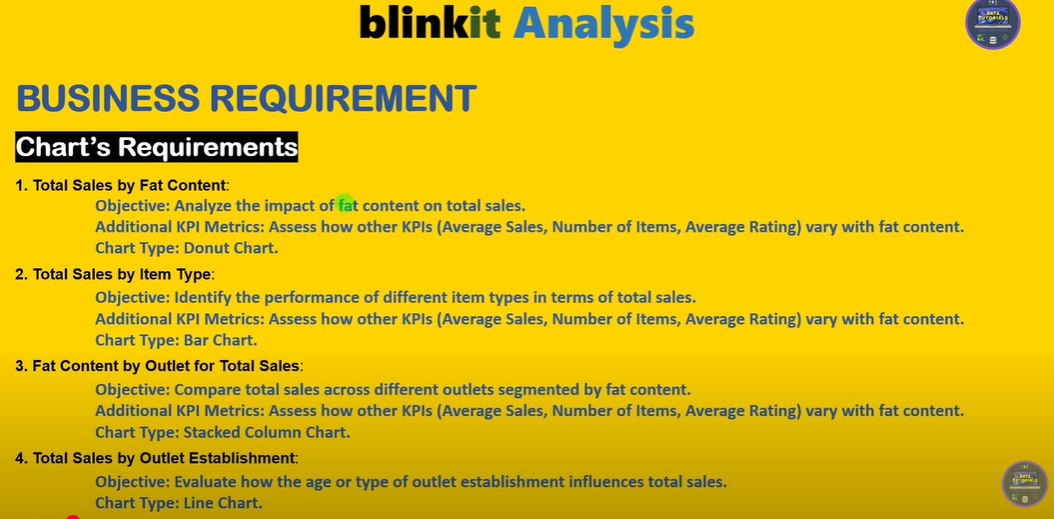 blinkit Analysis
DATA TUTORIALS
BUSINESS REQUIREMENT
Chart’s Requirements
1. Total Sales by Fat Content:
Objective: Analyze the impact of fat content on total sales.
Additional KPI Metrics: Assess how other KPIs (Average Sales, Number of Items, Average Rating) vary with fat content.
Chart Type: Donut Chart.
2. Total Sales by Item Type:
Objective: Identify the performance of different item types in terms of total sales.
Additional KPI Metrics: Assess how other KPIs (Average Sales, Number of Items, Average Rating) vary with fat content.
Chart Type: Bar Chart.
3. Fat Content by Outlet for Total Sales:
Objective: Compare total sales across different outlets segmented by fat content.
Additional KPI Metrics: Assess how other KPIs (Average Sales, Number of Items, Average Rating) vary with fat content.
Chart Type: Stacked Column Chart.
4. Total Sales by Outlet Establishment:
Objective: Evaluate how the age or type of outlet establishment influences total sales.
Chart Type: Line Chart.
DATA TUTORIALS